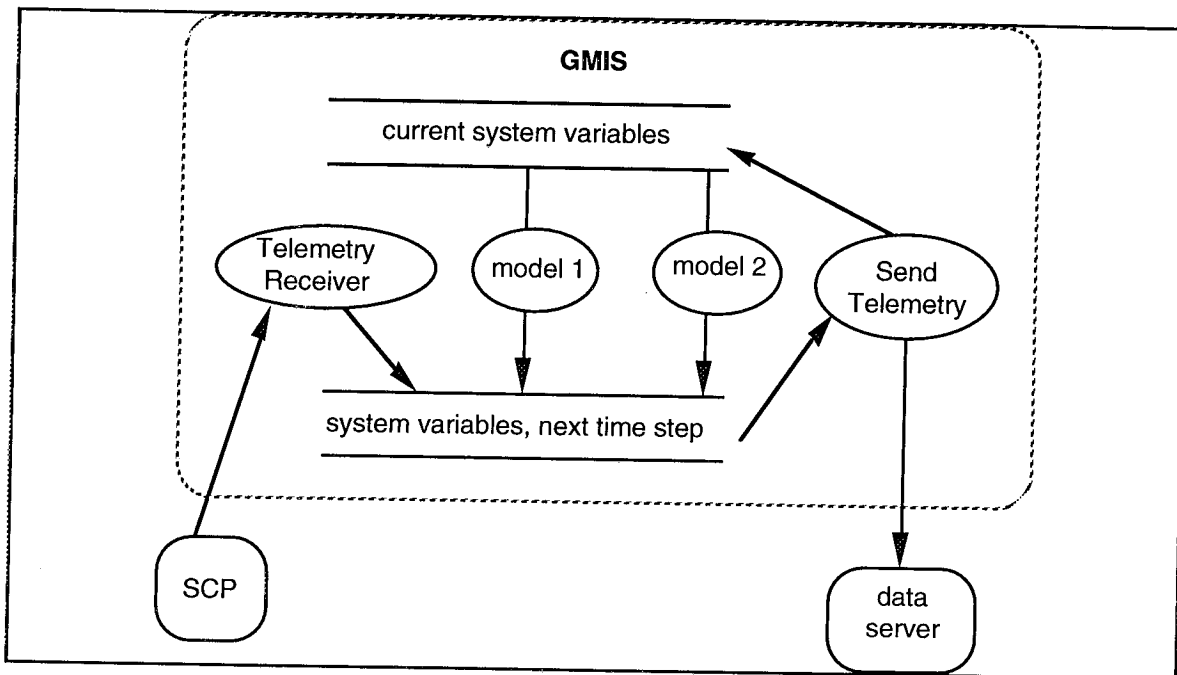 GMIS
current system variables
Telemetry
Receiver
model 1
model 2
Send
Telemetry
system variables, next time step
SCP
data
server